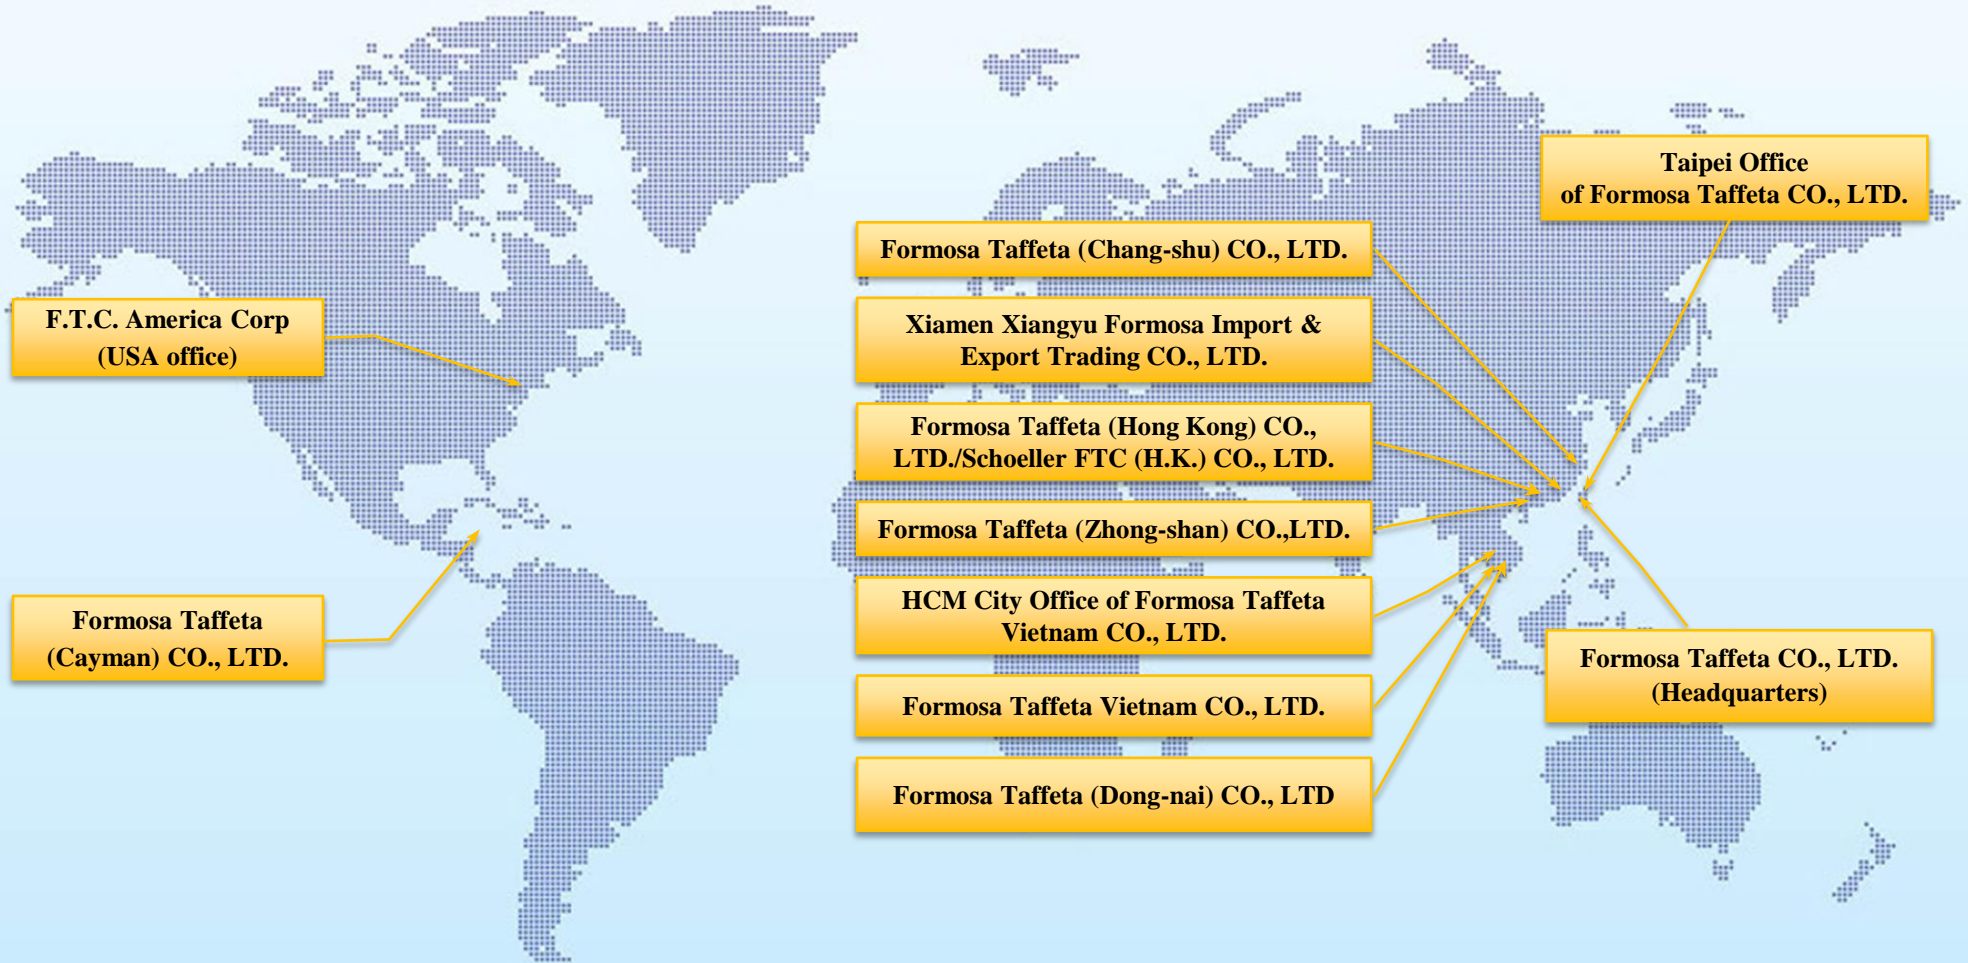 Taipei Office
of Formosa Taffeta CO., LTD.
Formosa Taffeta (Chang-shu) CO., LTD.
F.T.C. America Corp
(USA office)
Xiamen Xiangyu Formosa Import &
Export Trading CO., LTD.
Formosa Taffeta (Hong Kong) CO.,
LTD./Schoeller FTC (H.K.) CO., LTD.
Formosa Taffeta (Zhong-shan) CO.,LTD.
HCM City Office of Formosa Taffeta
Vietnam CO., LTD.
Formosa Taffeta
(Cayman) CO., LTD.
Formosa Taffeta CO., LTD.
(Headquarters)
Formosa Taffeta Vietnam CO., LTD.
Formosa Taffeta (Dong-nai) CO., LTD